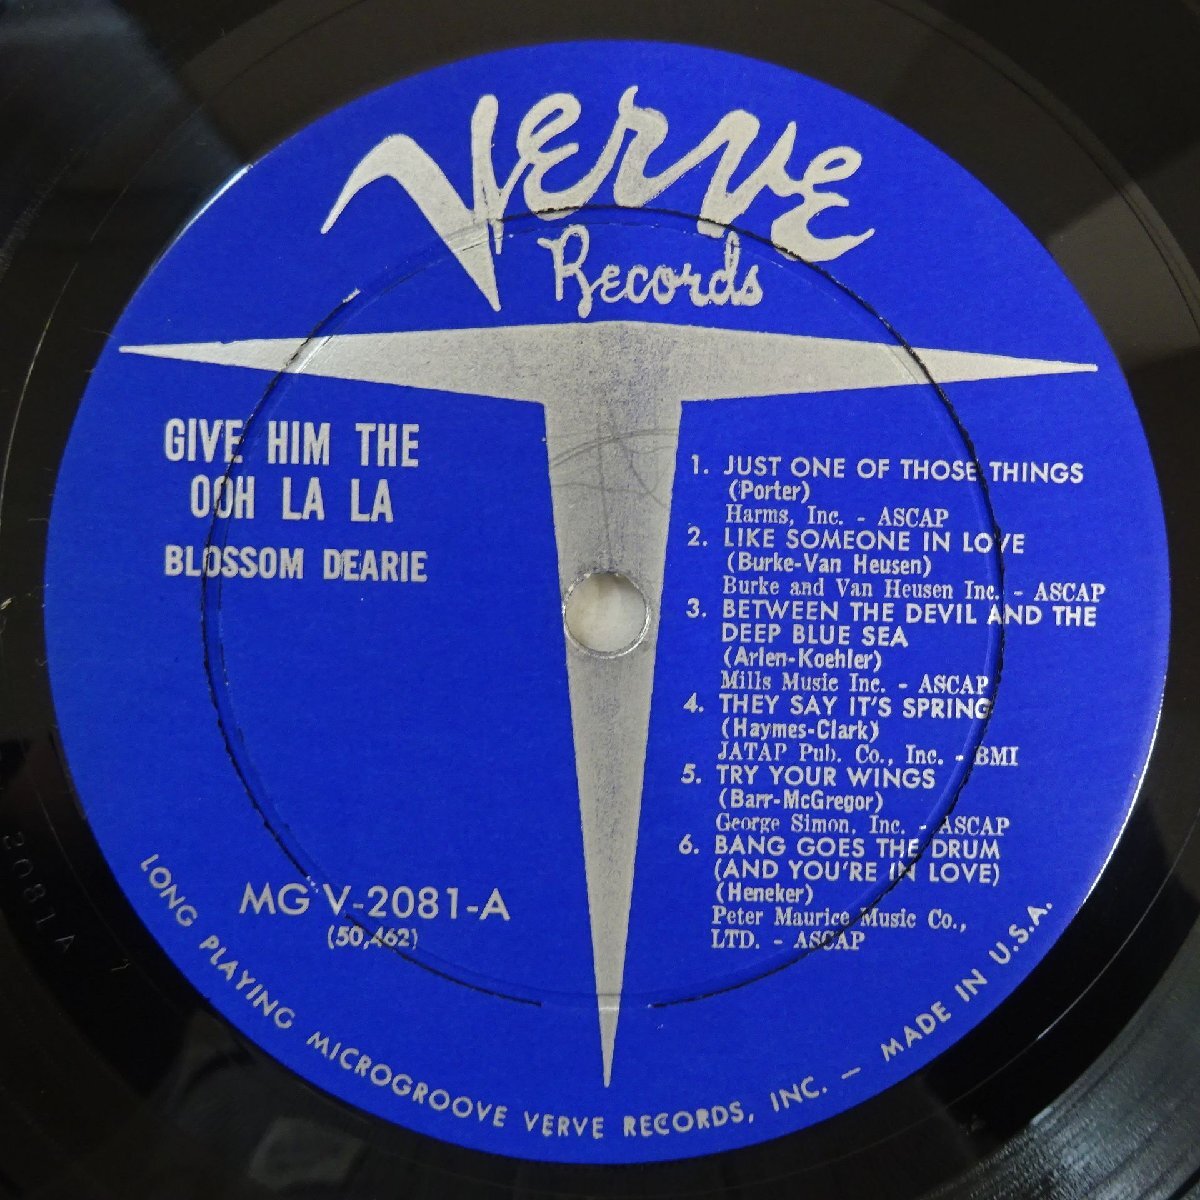 Verve
Records
GIVE HIM THE
OOH LA LA
BLOSSOM DEARIE
1. JUST ONE OF THOSE THINGS
(Porter)
Harms, Inc. - ASCAP
2. LIKE SOMEONE IN LOVE
(Burke-Van Heusen)
Burke and Van Heusen Inc. - ASCAP
3. BETWEEN THE DEVIL AND THE
DEEP BLUE SEA
(Arlen-Koehler)
Mills Music Inc. - ASCAP
4. THEY SAY IT'S SPRING
(Haymes-Clark)
JATAP Pub. Co., Inc. - BMI
5. TRY YOUR WINGS
(Barr-McGregor)
George Simon, Inc. - ASCAP
6. BANG GOES THE DRUM
(AND YOU'RE IN LOVE)
(Heneker)
Peter Maurice Music Co.,
LTD. - ASCAP
MG V-2081-A
(50,462)
LONG PLAYING MICROGROOVE VERVE RECORDS, INC. — MADE IN U.S.A.
2081 A